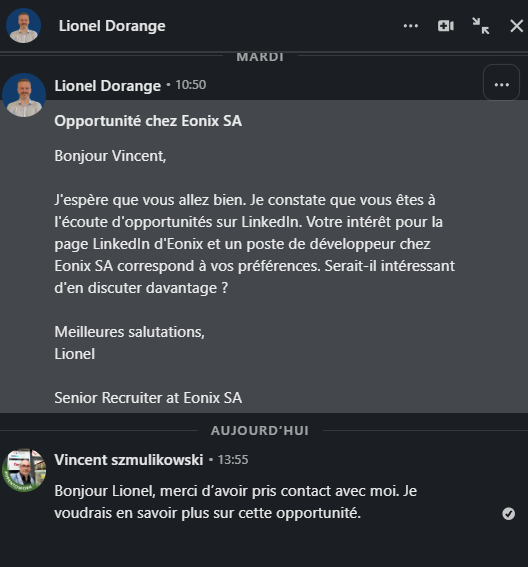 Lionel Dorange
MARDI
Lionel Dorange • 10:50
Opportunité chez Eonix SA
Bonjour Vincent,
J'espère que vous allez bien. Je constate que vous êtes à
l'écoute d'opportunités sur LinkedIn. Votre intérêt pour la
page LinkedIn d'Eonix et un poste de développeur chez
Eonix SA correspond à vos préférences. Serait-il intéressant
d'en discuter davantage ?
Meilleures salutations,
Lionel
Senior Recruiter at Eonix SA
AUJOURD'HUI
Vincent szmulikowski • 13:55
Bonjour Lionel, merci d’avoir pris contact avec moi. Je
voudrais en savoir plus sur cette opportunité.